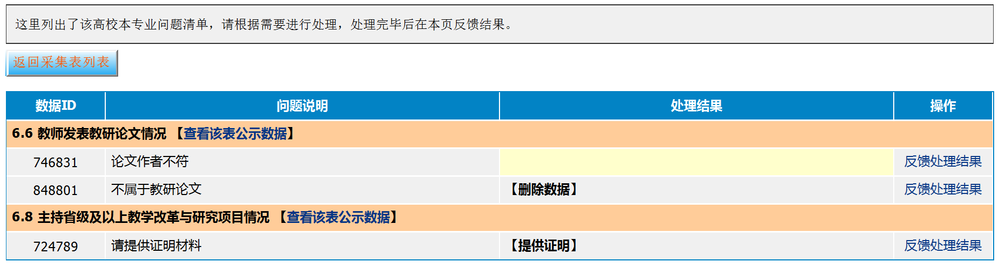 这里列出了该高校本专业问题清单，请根据需要进行处理，处理完毕后在本页反馈结果。
返回采集表列表
数据ID 问题说明 处理结果 操作
6.6 教师发表教研论文情况 【查看该表公示数据】
746831 论文作者不符 反馈处理结果
848801 不属于教研论文 【删除数据】 反馈处理结果
6.8 主持省级及以上教学改革与研究项目情况 【查看该表公示数据】
724789 请提供证明材料 【提供证明】 反馈处理结果